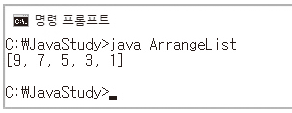 명령 프롬프트
C:₩JavaStudy>java ArrangeList
[9, 7, 5, 3, 1]
C:₩JavaStudy>